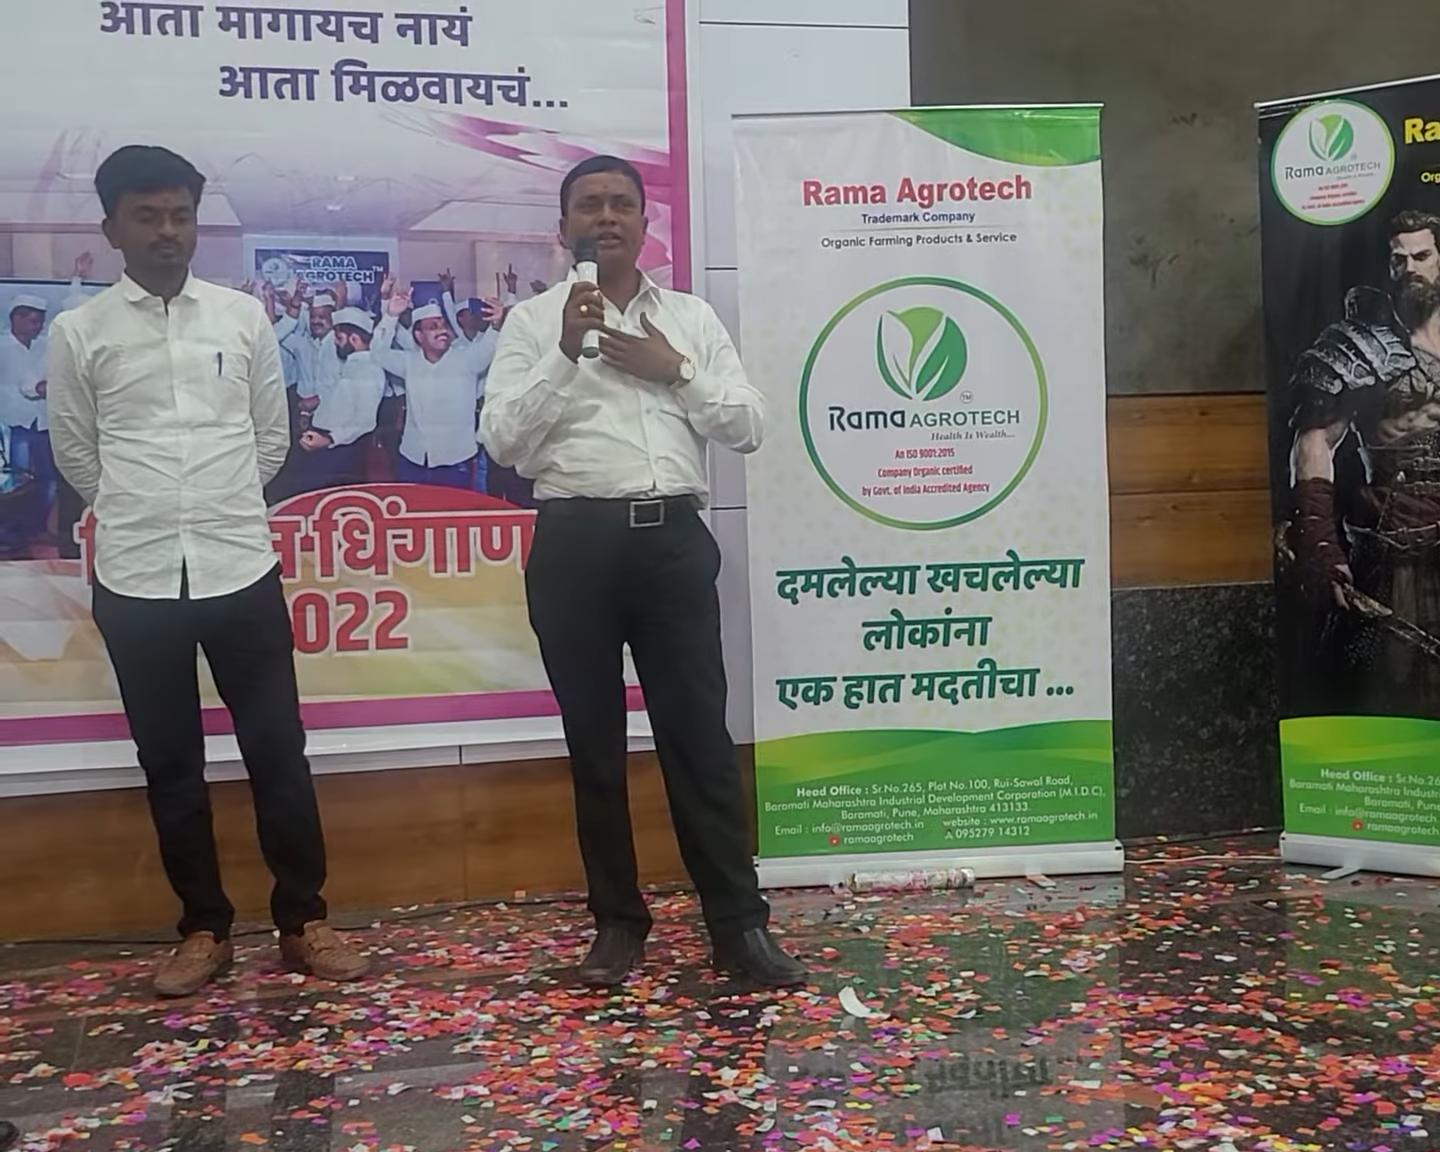 आता मागायच नायं
आता मिळवायचं...
RAMA
AGROTECH™
धिंगाणा
2022
Rama Agrotech
Trademark Company
Organic Farming Products & Service
TM
Rama AGROTECH
Health Is Wealth...
An ISO 9001:2015
Company Organic certified
by Govt. of India Accredited Agency
दमलेल्या खचलेल्या
लोकांना
एक हात मदतीचा ...
Head Office : Sr.No.265, Plot No.100, Rui-Sawal Road,
Baramati Maharashtra Industrial Development Corporation (M.I.D.C),
Baramati, Pune, Maharashtra 413133.
Email : info@ramaagrotech.in website : www.ramaagrotech.in
ramaagrotech 095279 14312
Rama AGROTECH
Ra
Org
Head Office : Sr.No.26
Baramati Maharashtra Industri
Baramati, Pune
Email : info@ramaagrotech.
ramaagrotech